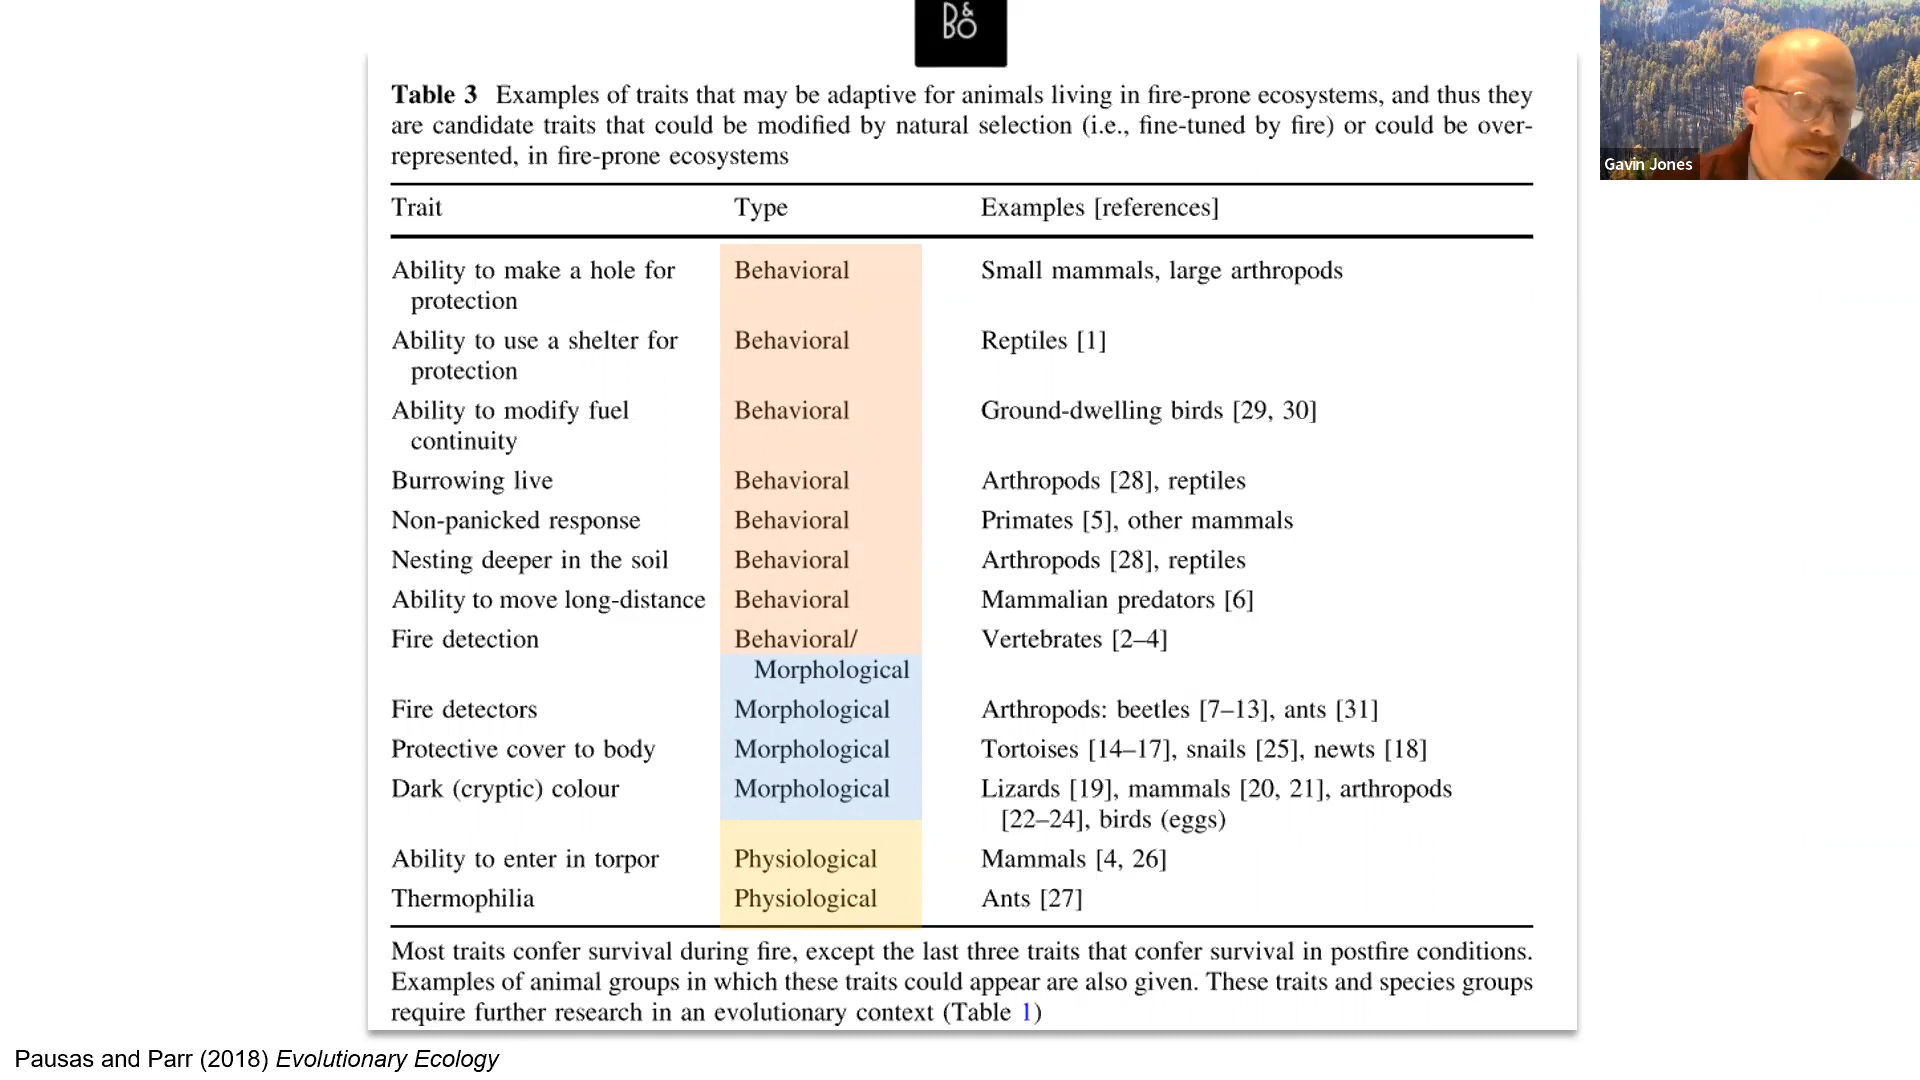 B&O
Table 3 Examples of traits that may be adaptive for animals living in fire-prone ecosystems, and thus they
are candidate traits that could be modified by natural selection (i.e., fine-tuned by fire) or could be over-
represented, in fire-prone ecosystems
Trait Type Examples [references]
Ability to make a hole for Behavioral Small mammals, large arthropods
protection
Ability to use a shelter for Behavioral Reptiles [1]
protection
Ability to modify fuel Behavioral Ground-dwelling birds [29, 30]
continuity
Burrowing live Behavioral Arthropods [28], reptiles
Non-panicked response Behavioral Primates [5], other mammals
Nesting deeper in the soil Behavioral Arthropods [28], reptiles
Ability to move long-distance Behavioral Mammalian predators [6]
Fire detection Behavioral/ Vertebrates [2–4]
Morphological
Fire detectors Morphological Arthropods: beetles [7–13], ants [31]
Protective cover to body Morphological Tortoises [14–17], snails [25], newts [18]
Dark (cryptic) colour Morphological Lizards [19], mammals [20, 21], arthropods
[22–24], birds (eggs)
Ability to enter in torpor Physiological Mammals [4, 26]
Thermophilia Physiological Ants [27]
Most traits confer survival during fire, except the last three traits that confer survival in postfire conditions.
Examples of animal groups in which these traits could appear are also given. These traits and species groups
require further research in an evolutionary context (Table 1)
Pausas and Parr (2018) Evolutionary Ecology
Gavin Jones